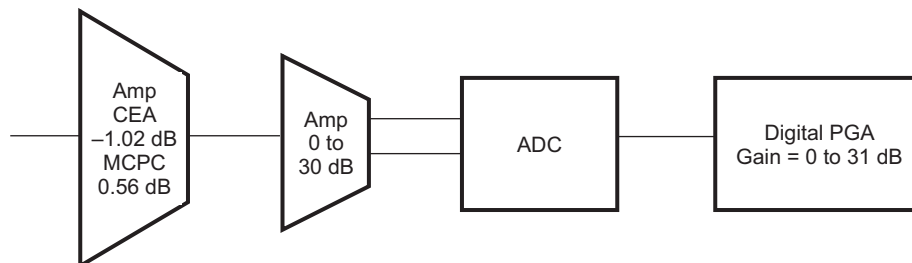 Amp
CEA
–1.02 dB
MCPC
0.56 dB
Amp
0 to
30 dB
ADC
Digital PGA
Gain = 0 to 31 dB